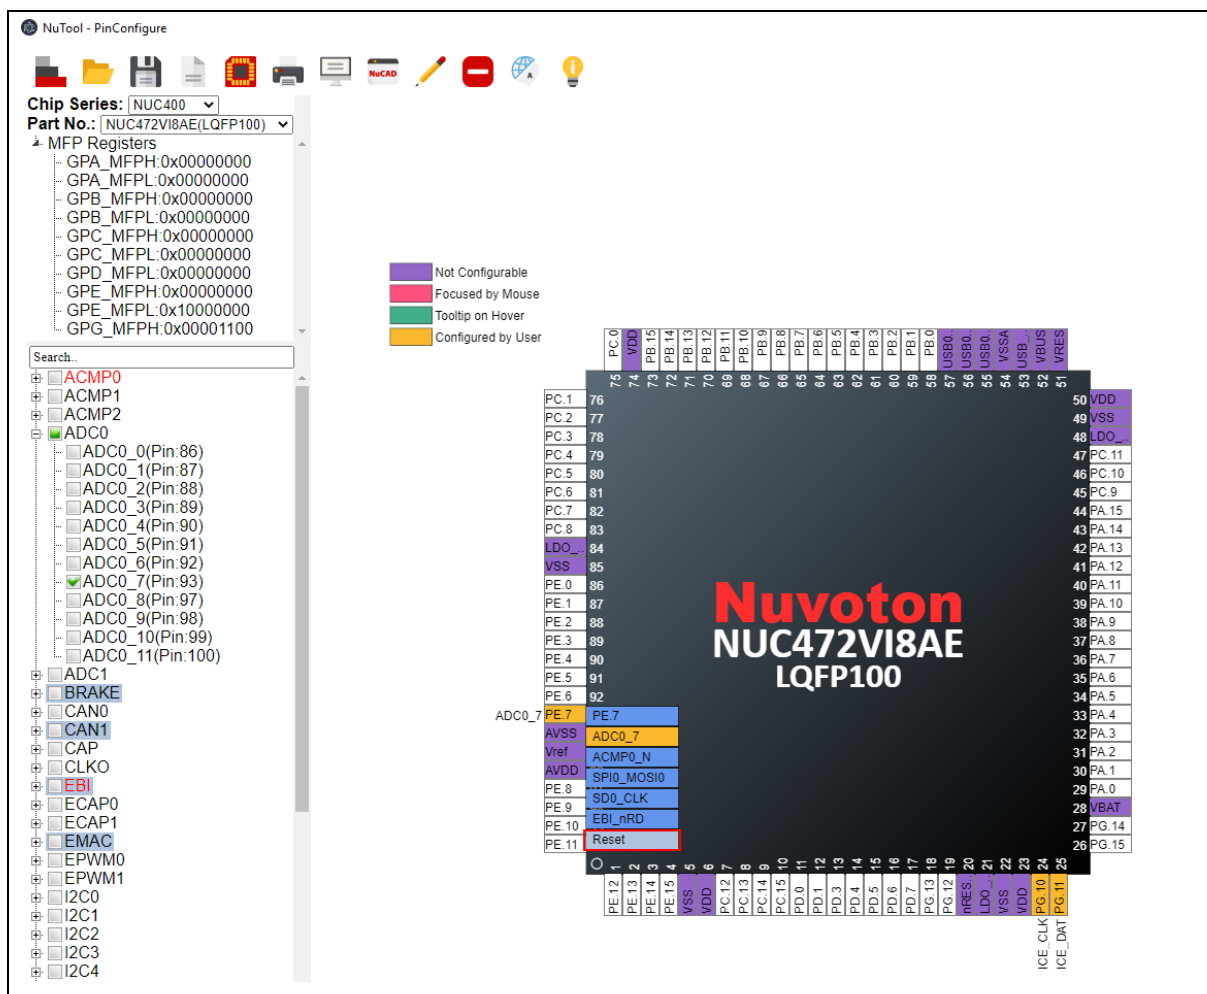 NuTool - PinConfigure
NuCAD
A
Chip Series: NUC400
Part No.: NUC472VI8AE(LQFP100)
MFP Registers
GPA_MFPH:0x00000000
GPA_MFPL:0x00000000
GPB_MFPH:0x00000000
GPB_MFPL:0x00000000
GPC_MFPH:0x00000000
GPC_MFPL:0x00000000
GPD_MFPL:0x00000000
GPE_MFPH:0x00000000
GPE_MFPL:0x10000000
GPG_MFPH:0x00001100
Search..
ACMP0
ACMP1
ACMP2
ADC0
ADC0_0(Pin:86)
ADC0_1(Pin:87)
ADC0_2(Pin:88)
ADC0_3(Pin:89)
ADC0_4(Pin:90)
ADC0_5(Pin:91)
ADC0_6(Pin:92)
ADC0_7(Pin:93)
ADC0_8(Pin:97)
ADC0_9(Pin:98)
ADC0_10(Pin:99)
ADC0_11(Pin:100)
ADC1
BRAKE
CAN0
CAN1
CAP
CLKO
EBI
ECAP0
ECAP1
EMAC
EPWM0
EPWM1
I2C0
I2C1
I2C2
I2C3
I2C4
Not Configurable
Focused by Mouse
Tooltip on Hover
Configured by User
PC.0 75
VDD 74
PB.15 73
PB.14 72
PB.13 71
PB.12 70
PB.11 69
PB.10 68
PB.9 67
PB.8 66
PB.7 65
PB.6 64
PB.5 63
PB.4 62
PB.3 61
PB.2 60
PB.1 59
PB.0 58
USB0.. 57
USB0.. 56
USB0.. 55
VSSA 54
USB_.. 53
VBUS 52
VRES 51
PC.1 76
PC.2 77
PC.3 78
PC.4 79
PC.5 80
PC.6 81
PC.7 82
PC.8 83
LDO_.. 84
VSS 85
PE.0 86
PE.1 87
PE.2 88
PE.3 89
PE.4 90
PE.5 91
PE.6 92
ADC0_7 PE.7
AVSS
Vref
AVDD
PE.8
PE.9
PE.10
PE.11
PE.7
ADC0_7
ACMP0_N
SPI0_MOSI0
SD0_CLK
EBI_nRD
Reset
Nuvoton
NUC472VI8AE
LQFP100
50 VDD
49 VSS
48 LDO_..
47 PC.11
46 PC.10
45 PC.9
44 PA.15
43 PA.14
42 PA.13
41 PA.12
40 PA.11
39 PA.10
38 PA.9
37 PA.8
36 PA.7
35 PA.6
34 PA.5
33 PA.4
32 PA.3
31 PA.2
30 PA.1
29 PA.0
28 VBAT
27 PG.14
26 PG.15
PE.12 1
PE.13 2
PE.14 3
PE.15 4
VSS 5
VDD 6
PC.12 7
PC.13 8
PC.14 9
PC.15 10
PD.0 11
PD.1 12
PD.3 13
PD.4 14
PD.5 15
PD.6 16
PD.7 17
PG.13 18
PG.12 19
nRES.. 20
LDO_.. 21
VSS 22
VDD 23
ICE_CLK PG.10 24
ICE_DAT PG.11 25